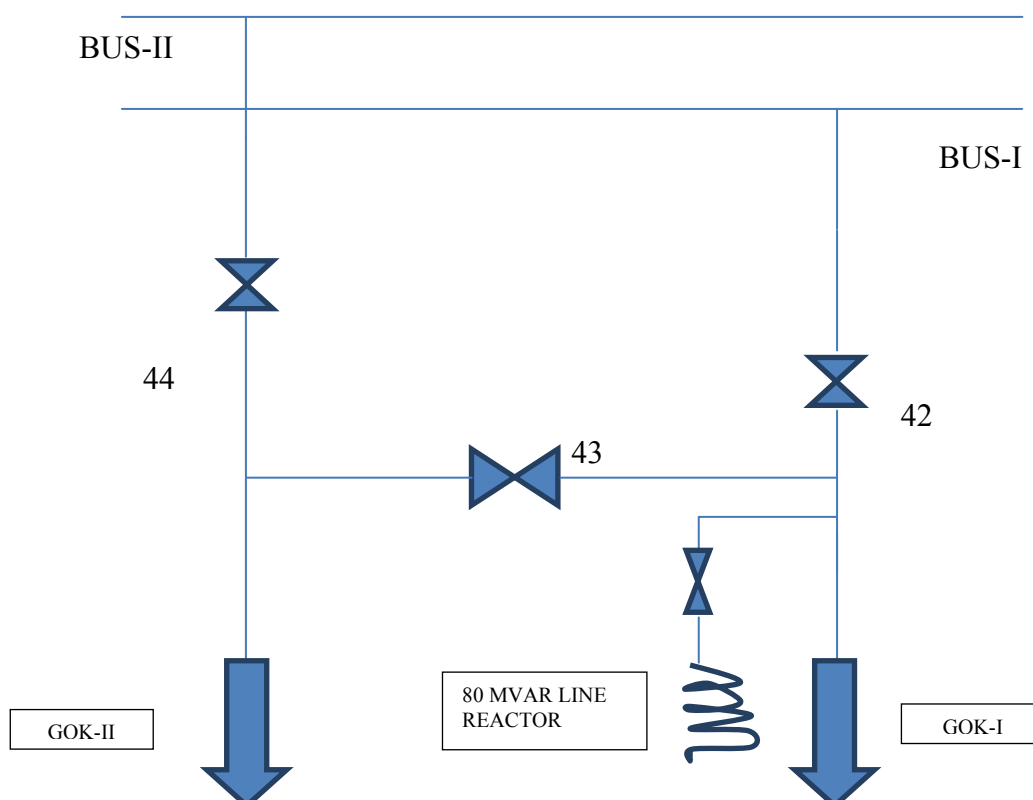 BUS-II
BUS-I
44
42
43
80 MVAR LINE
REACTOR
GOK-II
GOK-I